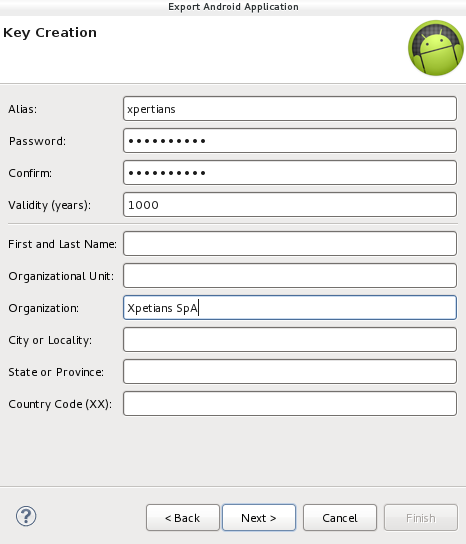 Export Android Application
Key Creation
Alias: xpertians
Password: ••••••••••
Confirm: ••••••••••
Validity (years): 1000
First and Last Name:
Organizational Unit:
Organization: Xpetians SpA
City or Locality:
State or Province:
Country Code (XX):
? < Back Next > Cancel Finish